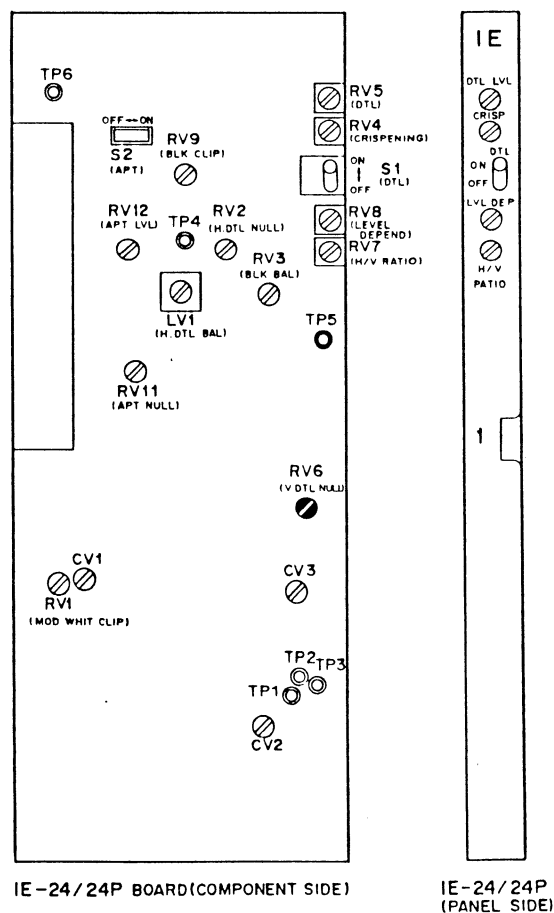 TP6
OFF↔ON
S2
(APT)
RV9
(BLK CLIP)
RV5
(DTL)
RV4
(CRISPENING)
ON
↑
OFF
S1
(DTL)
RV12
(APT LVL)
TP4
RV2
(H.DTL NULL)
RV8
(LEVEL
DEPEND)
RV7
(H/V RATIO)
RV3
(BLK BAL)
LV1
(H.DTL BAL)
TP5
RV11
(APT NULL)
RV6
(V DTL NULL)
CV1
RV1
(MOD WHIT CLIP)
CV3
TP2
TP3
TP1
CV2
IE-24/24P BOARD(COMPONENT SIDE)
IE
DTL LVL
CRISP
DTL
ON
OFF
LVL DEP
H/V
PATIO
1
IE-24/24P
(PANEL SIDE)